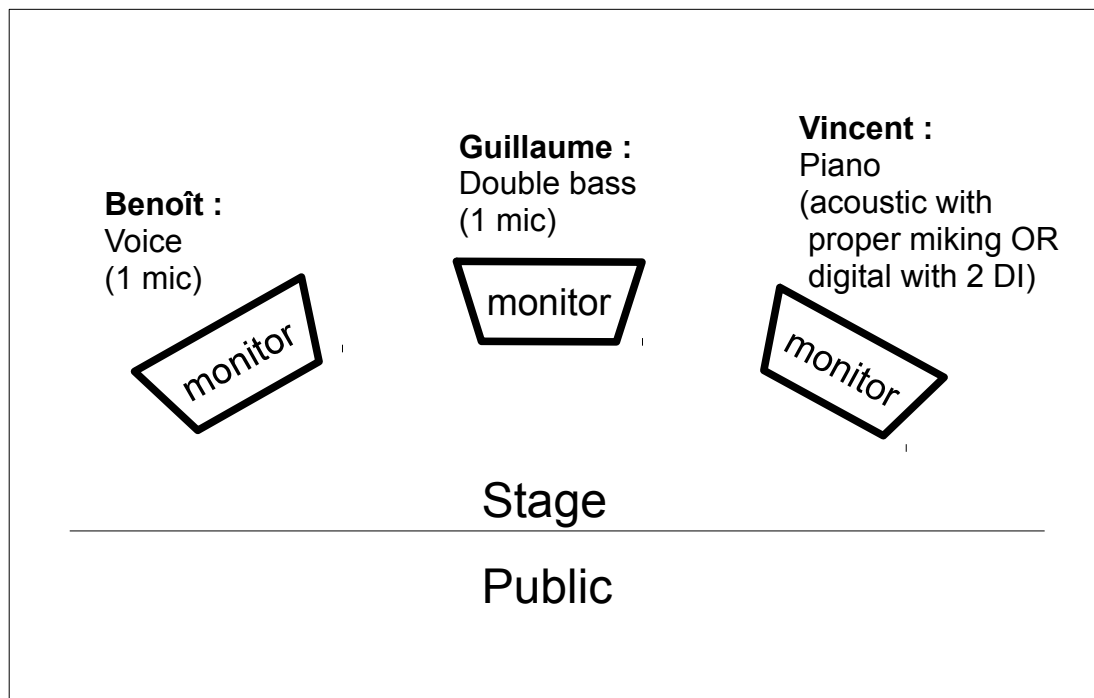 Benoît :
Voice
(1 mic)
monitor
Guillaume :
Double bass
(1 mic)
monitor
Vincent :
Piano
(acoustic with
proper miking OR
digital with 2 DI)
monitor
Stage
Public